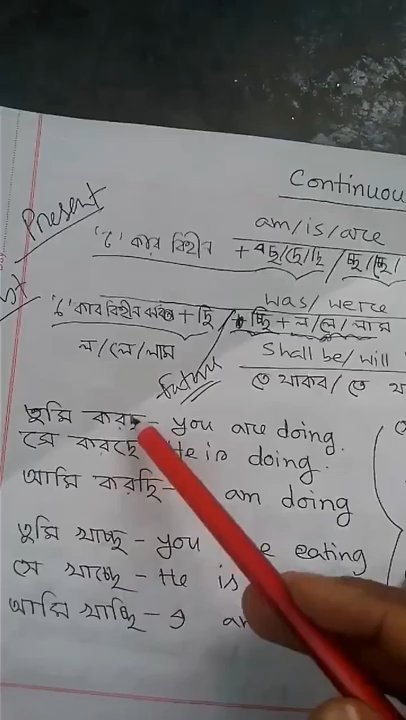 Continuou
Present
am/is/are
'ে' কার বিহীন + ছ/ছে/ছি / চ্ছ/চ্ছে/
was/were
'ে' কার বিহীন + ছি / চ্ছি + ল/লে/লাম
ল/লে/লাম
Shall be/will
Future
তে থাকব / তে থ
তুমি করছ - you are doing.
সে করছে He is doing.
আমি করছি - am doing
তুমি খাচ্ছ - you e eating
সে খাচ্ছে - He is
আমি খাচ্ছি - I am